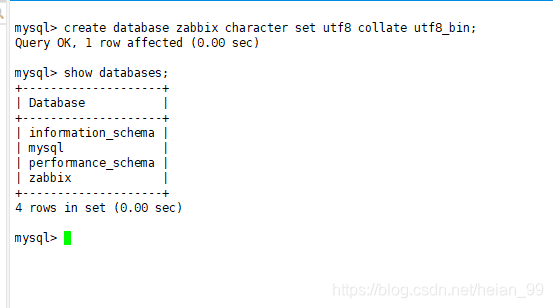 mysql> create database zabbix character set utf8 collate utf8_bin;
Query OK, 1 row affected (0.00 sec)
mysql> show databases;
+--------------------+
| Database           |
+--------------------+
| information_schema |
| mysql              |
| performance_schema |
| zabbix             |
+--------------------+
4 rows in set (0.00 sec)
mysql>
https://blog.csdn.net/heian_99